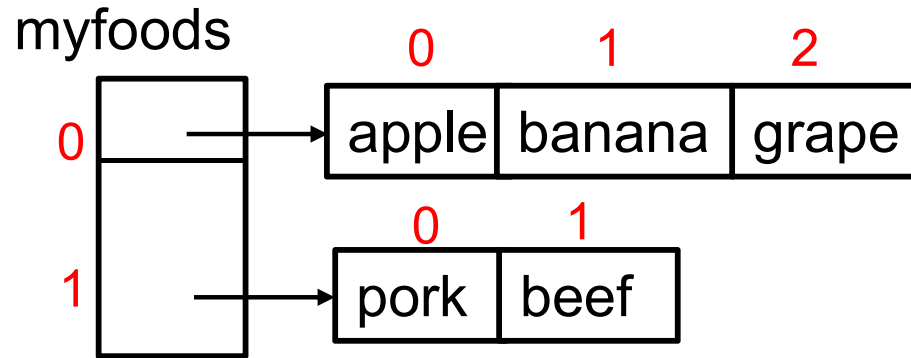 myfoods
0 1 2
0 apple banana grape
0 1
1 pork beef